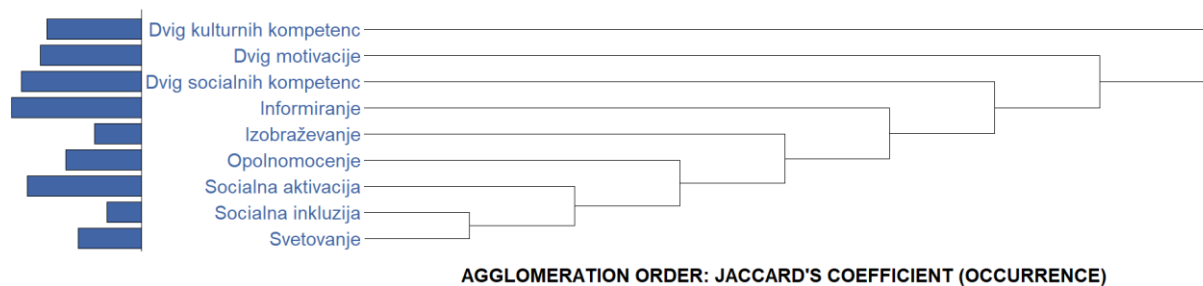 Dvig kulturnih kompetenc
Dvig motivacije
Dvig socialnih kompetenc
Informiranje
Izobraževanje
Opolnomocenje
Socialna aktivacija
Socialna inkluzija
Svetovanje
AGGLOMERATION ORDER: JACCARD'S COEFFICIENT (OCCURRENCE)